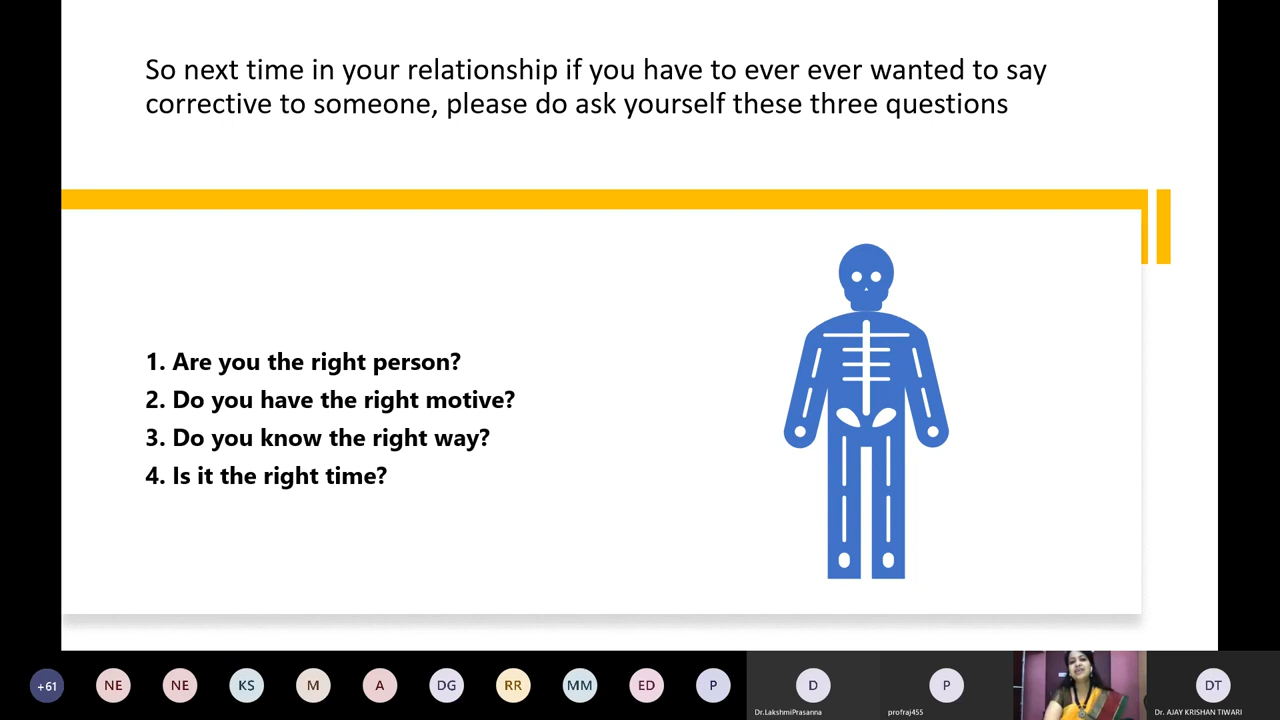 So next time in your relationship if you have to ever ever wanted to say
corrective to someone, please do ask yourself these three questions
1. Are you the right person?
2. Do you have the right motive?
3. Do you know the right way?
4. Is it the right time?
+61 NE NE KS M A DG RR MM ED P D P DT
Dr.LakshmiPrasanna profraj455 Dr. AJAY KRISHAN TIWARI